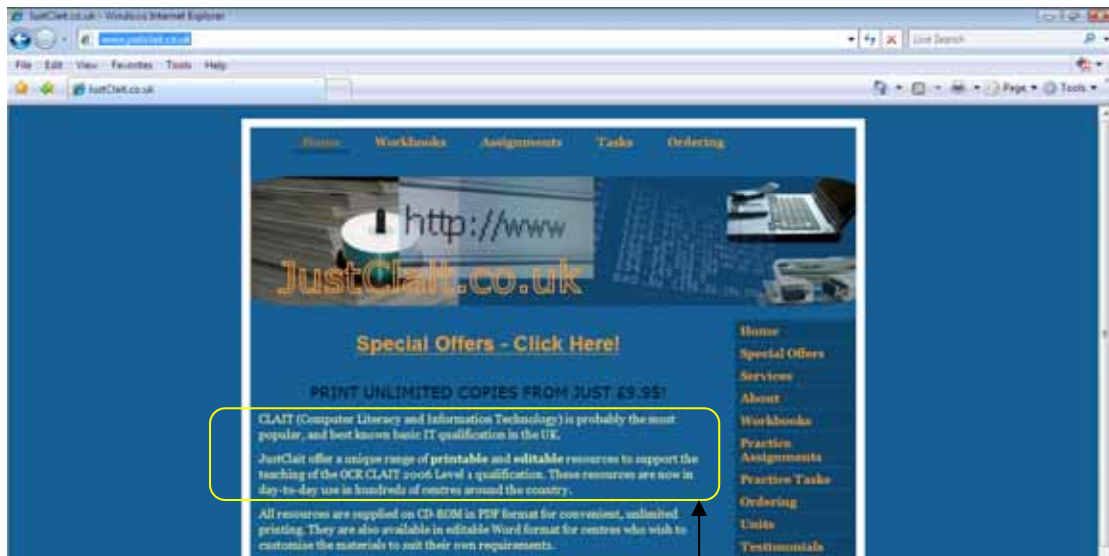 JustClait.co.uk - Windows Internet Explorer
www.justclait.co.uk
Live Search
File Edit View Favorites Tools Help
JustClait.co.uk
Page Tools
Home Workbooks Assignments Tasks Ordering
http://www
JustClait.co.uk
Special Offers - Click Here!
PRINT UNLIMITED COPIES FROM JUST £9.95!
CLAIT (Computer Literacy and Information Technology) is probably the most
popular, and best known basic IT qualification in the UK.
JustClait offer a unique range of printable and editable resources to support the
teaching of the OCR CLAIT 2006 Level 1 qualification. These resources are now in
day-to-day use in hundreds of centres around the country.
All resources are supplied on CD-ROM in PDF format for convenient, unlimited
printing. They are also available in editable Word format for centres who wish to
customise the materials to suit their own requirements.
Home
Special Offers
Services
About
Workbooks
Practice
Assignments
Practice Tasks
Ordering
Units
Testimonials